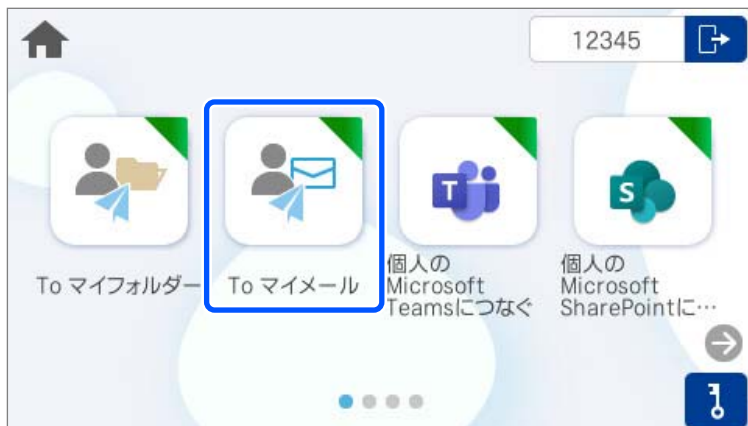 12345
To マイフォルダー
To マイメール
個人の
Microsoft
Teamsにつなぐ
個人の
Microsoft
SharePointに…
T
S